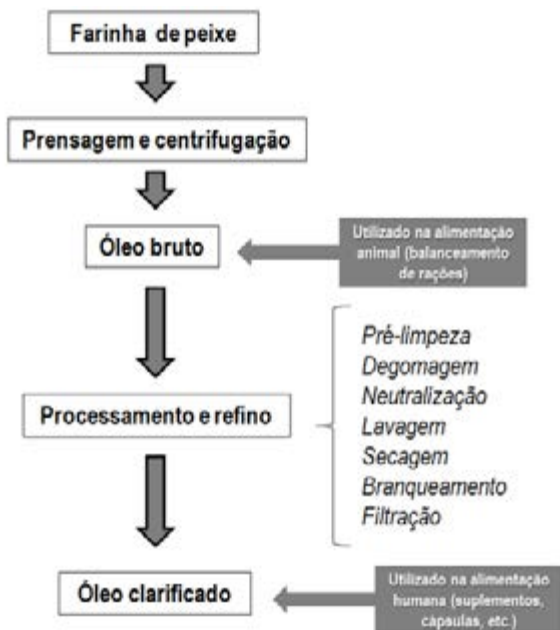 Farinha de peixe
Prensagem e centrifugação
Óleo bruto
Utilizado na alimentação
animal (balanceamento
de rações)
Processamento e refino
Pré-limpeza
Degomagem
Neutralização
Lavagem
Secagem
Branqueamento
Filtração
Óleo clarificado
Utilizado na alimentação
humana (suplementos,
cápsulas, etc.)